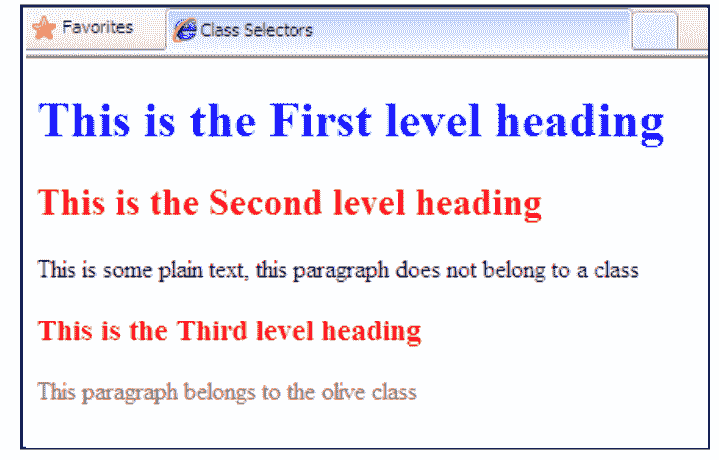 Favorites
Class Selectors
This is the First level heading
This is the Second level heading
This is some plain text, this paragraph does not belong to a class
This is the Third level heading
This paragraph belongs to the olive class